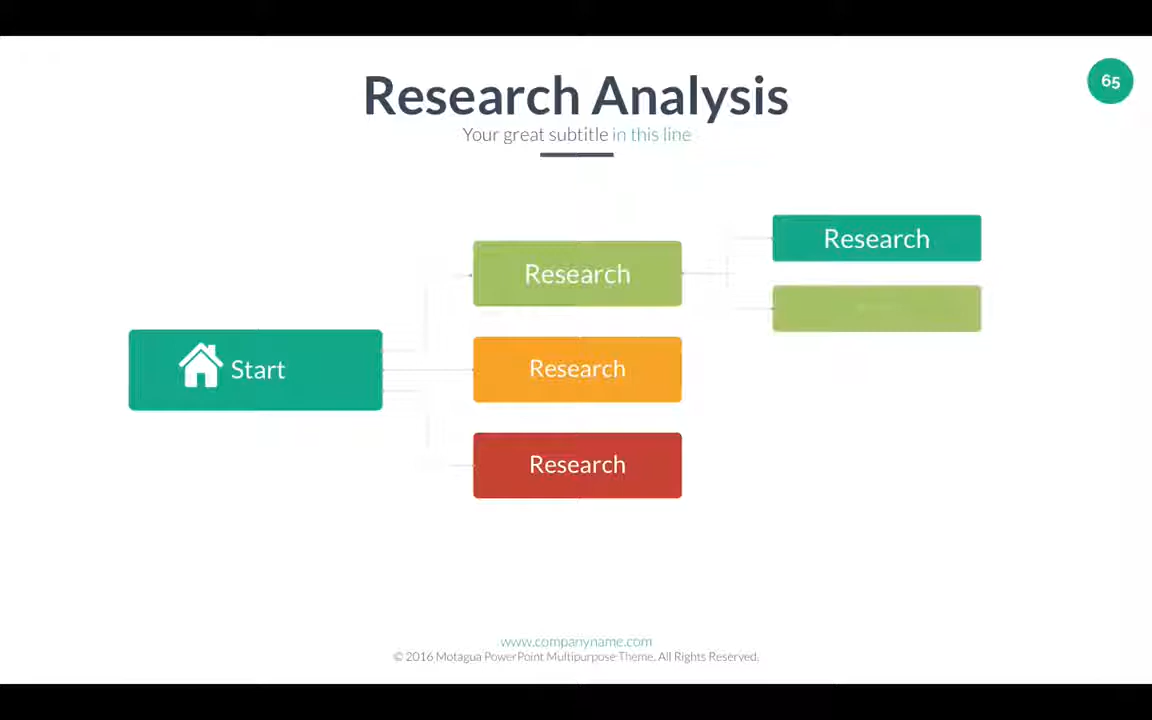 Research Analysis
65
Your great subtitle in this line
Research
Research
Start
Research
Research
www.companyname.com
© 2016 Motagua PowerPoint Multipurpose Theme. All Rights Reserved.